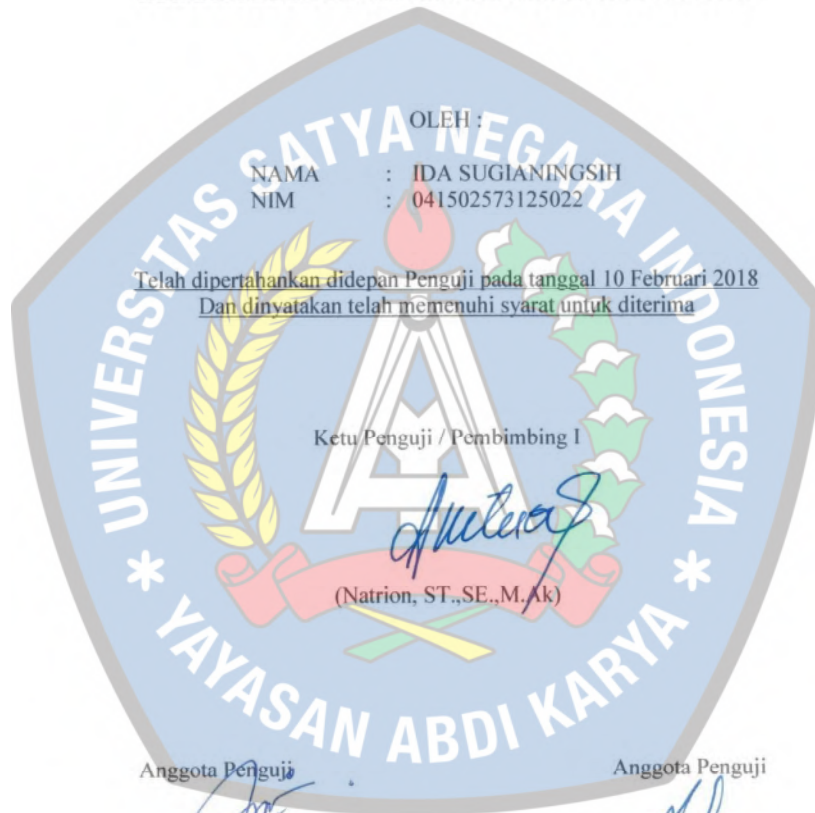 OLEH :
NAMA : IDA SUGIANINGSIH
NIM : 041502573125022
Telah dipertahankan didepan Penguji pada tanggal 10 Februari 2018
Dan dinyatakan telah memenuhi syarat untuk diterima
Ketu Penguji / Pembimbing I
(Natrion, ST.,SE.,M.Ak)
Anggota Penguji Anggota Penguji
UNIVERSITAS SATYA NEGARA INDONESIA
* YAYASAN ABDI KARYA *